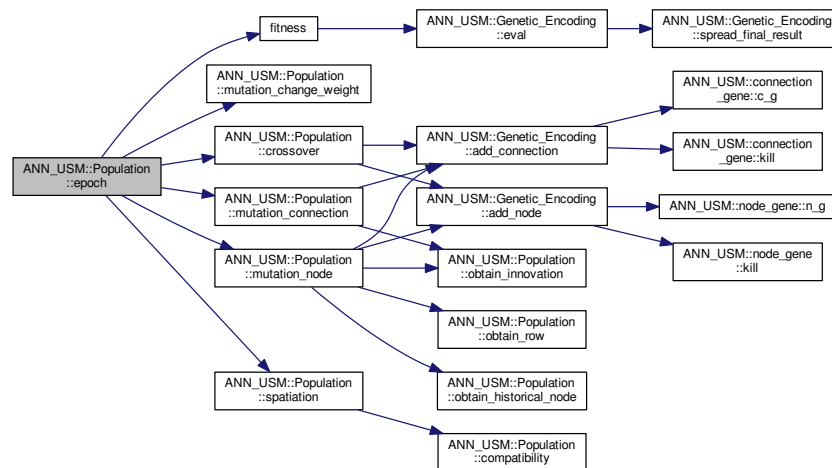 ANN_USM::Population
::epoch
fitness
ANN_USM::Population
::mutation_change_weight
ANN_USM::Population
::crossover
ANN_USM::Population
::mutation_connection
ANN_USM::Population
::mutation_node
ANN_USM::Population
::spatiation
ANN_USM::Genetic_Encoding
::eval
ANN_USM::Genetic_Encoding
::add_connection
ANN_USM::Genetic_Encoding
::add_node
ANN_USM::Population
::obtain_innovation
ANN_USM::Population
::obtain_row
ANN_USM::Population
::obtain_historical_node
ANN_USM::Population
::compatibility
ANN_USM::Genetic_Encoding
::spread_final_result
ANN_USM::connection
_gene::c_g
ANN_USM::connection
_gene::kill
ANN_USM::node_gene::n_g
ANN_USM::node_gene
::kill